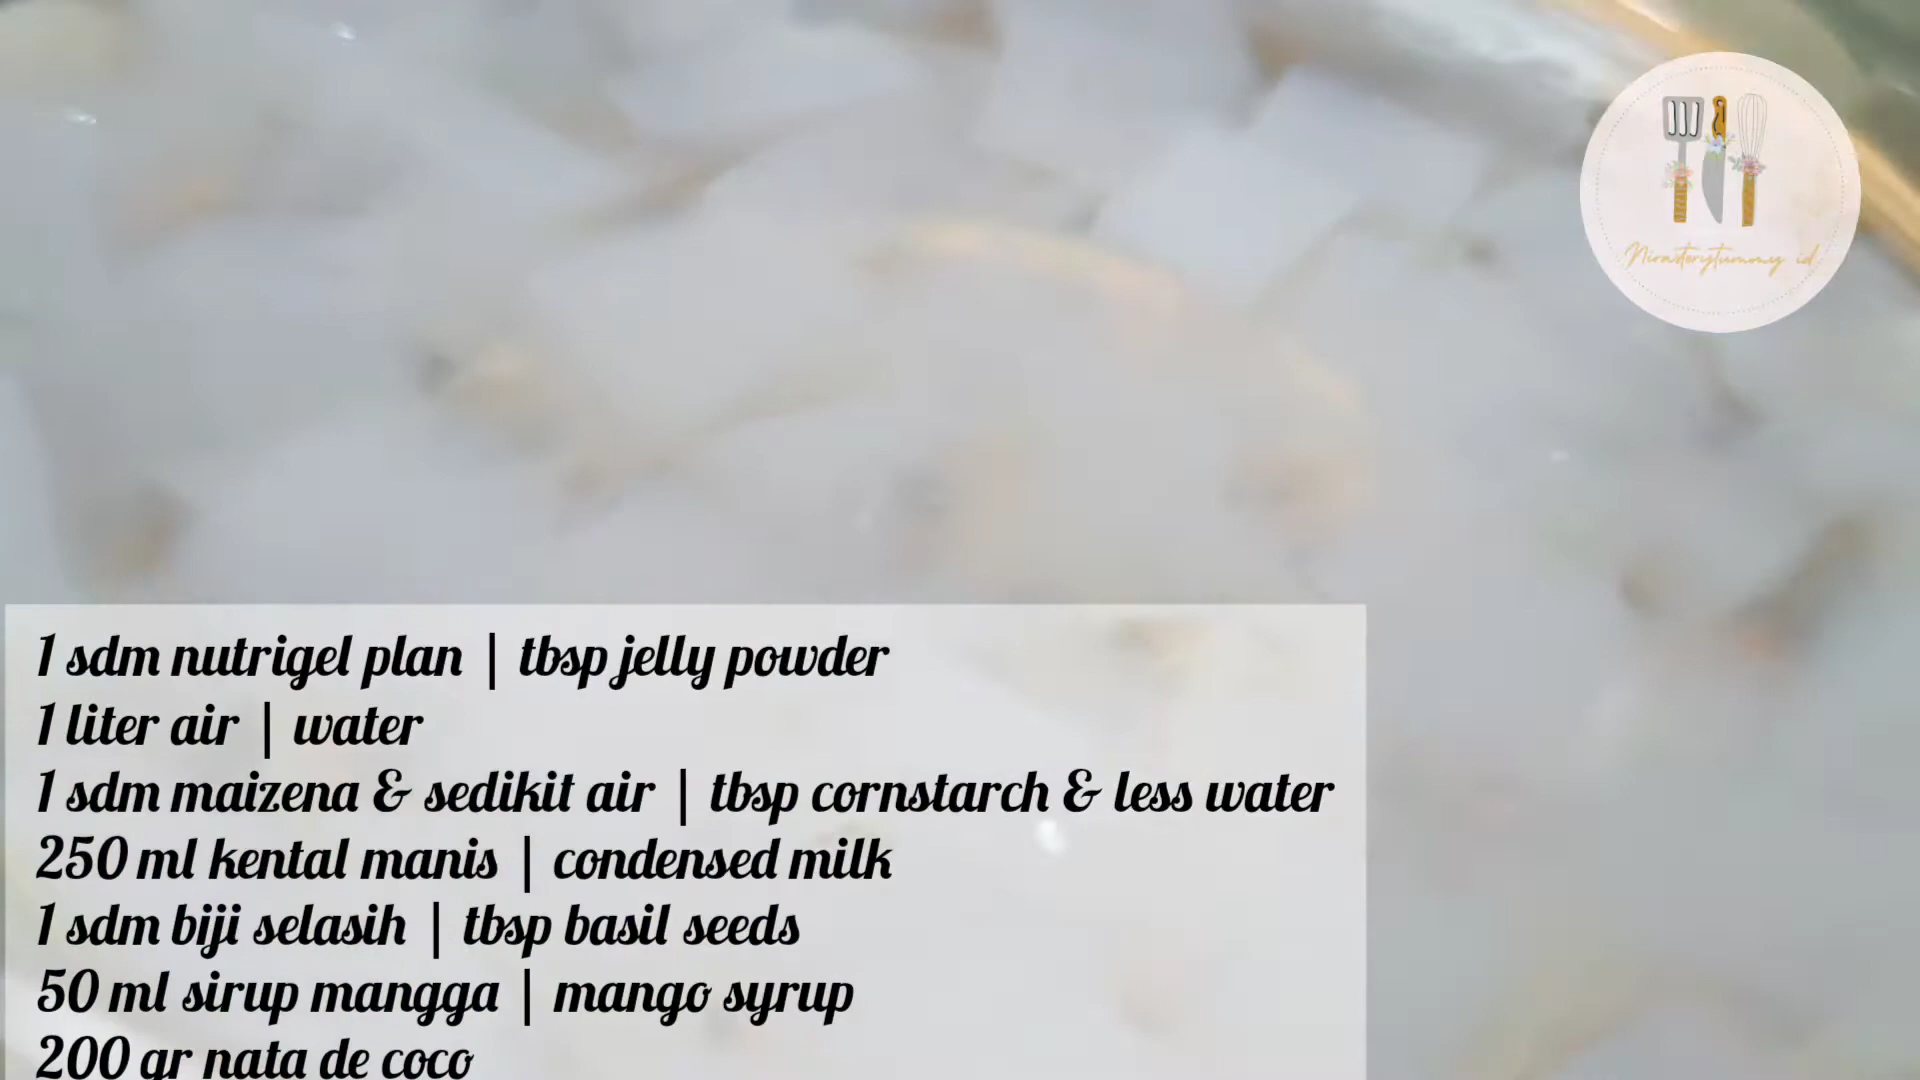 Nirastorytummy id
1 sdm nutrigel plan | tbsp jelly powder
1 liter air | water
1 sdm maizena & sedikit air | tbsp cornstarch & less water
250 ml kental manis | condensed milk
1 sdm biji selasih | tbsp basil seeds
50 ml sirup mangga | mango syrup
200 gr nata de coco